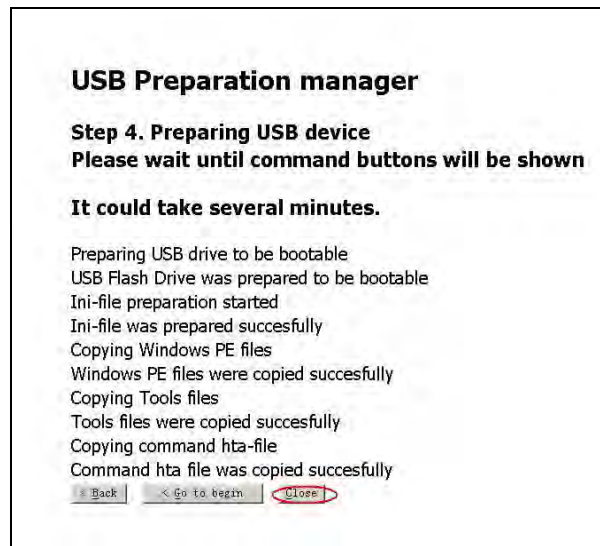 USB Preparation manager
Step 4. Preparing USB device
Please wait until command buttons will be shown
It could take several minutes.
Preparing USB drive to be bootable
USB Flash Drive was prepared to be bootable
Ini-file preparation started
Ini-file was prepared succesfully
Copying Windows PE files
Windows PE files were copied succesfully
Copying Tools files
Tools files were copied succesfully
Copying command hta-file
Command hta file was copied succesfully
< Back < Go to begin Close